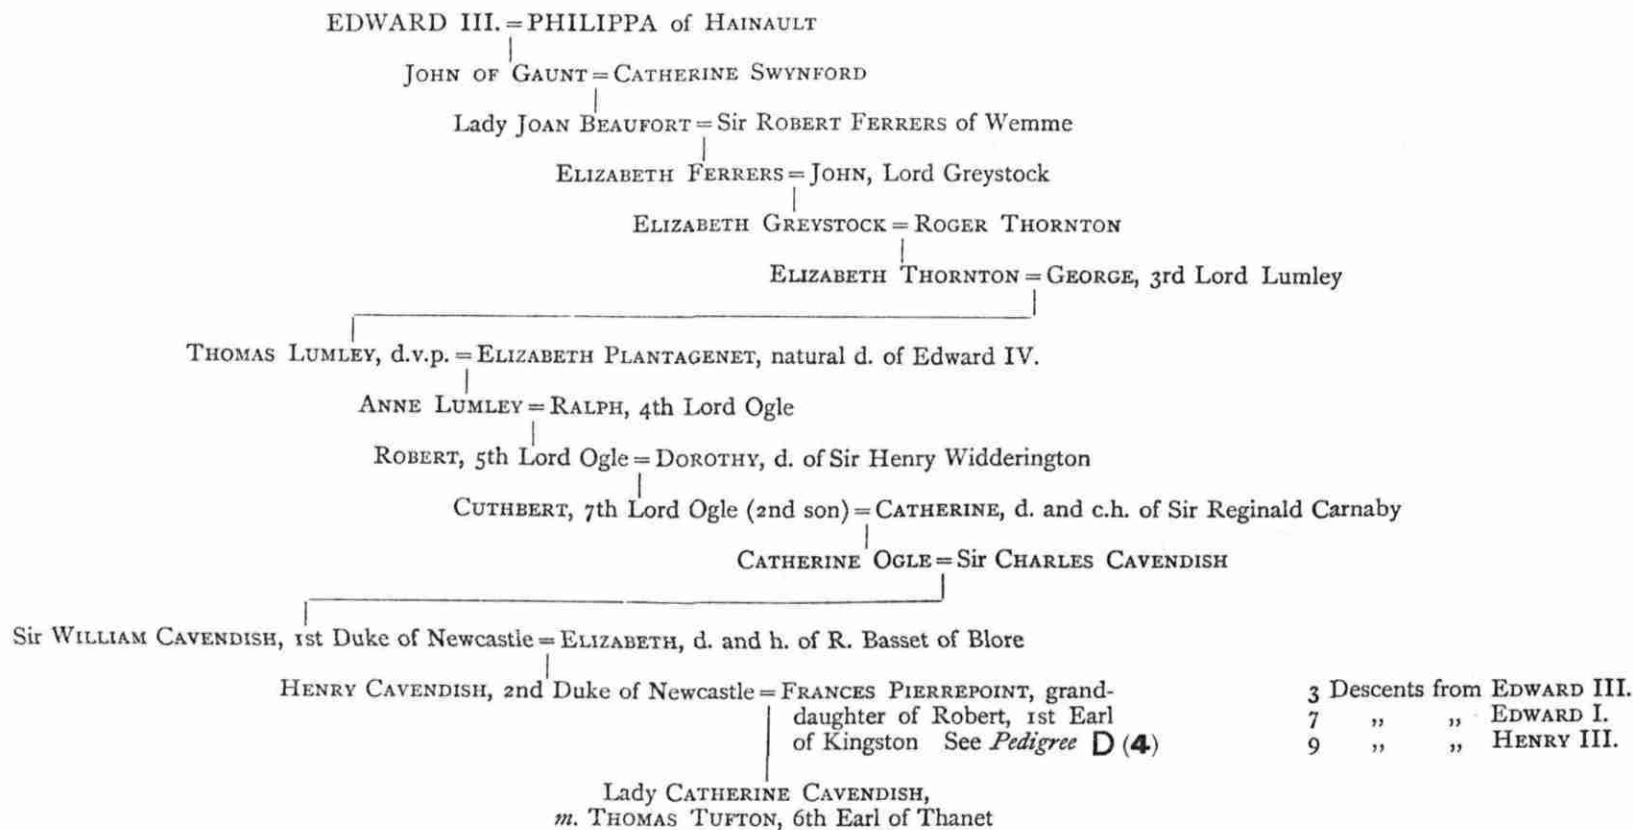 EDWARD III. = PHILIPPA of HAINAULT
JOHN OF GAUNT = CATHERINE SWYNFORD
Lady JOAN BEAUFORT = Sir ROBERT FERRERS of Wemme
ELIZABETH FERRERS = JOHN, Lord Greystock
ELIZABETH GREYSTOCK = ROGER THORNTON
ELIZABETH THORNTON = GEORGE, 3rd Lord Lumley
THOMAS LUMLEY, d.v.p. = ELIZABETH PLANTAGENET, natural d. of Edward IV.
ANNE LUMLEY = RALPH, 4th Lord Ogle
ROBERT, 5th Lord Ogle = DOROTHY, d. of Sir Henry Widderington
CUTHBERT, 7th Lord Ogle (2nd son) = CATHERINE, d. and c.h. of Sir Reginald Carnaby
CATHERINE OGLE = Sir CHARLES CAVENDISH
Sir WILLIAM CAVENDISH, 1st Duke of Newcastle = ELIZABETH, d. and h. of R. Basset of Blore
HENRY CAVENDISH, 2nd Duke of Newcastle = FRANCES PIERREPOINT, grand-
daughter of Robert, 1st Earl
of Kingston See Pedigree D (4)
3 Descents from EDWARD III.
7 ,, ,, EDWARD I.
9 ,, ,, HENRY III.
Lady CATHERINE CAVENDISH,
m. THOMAS TUFTON, 6th Earl of Thanet